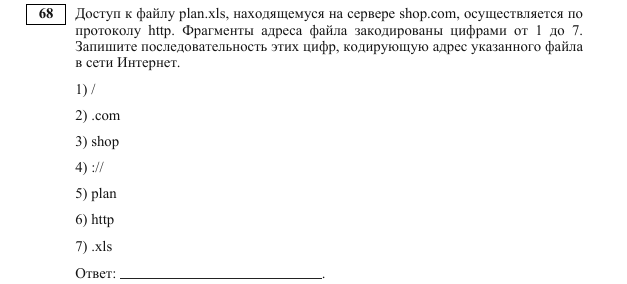 68 Доступ к файлу plan.xls, находящемуся на сервере shop.com, осуществляется по
протоколу http. Фрагменты адреса файла закодированы цифрами от 1 до 7.
Запишите последовательность этих цифр, кодирующую адрес указанного файла
в сети Интернет.
1) /
2) .com
3) shop
4) ://
5) plan
6) http
7) .xls
Ответ: ______________________________.